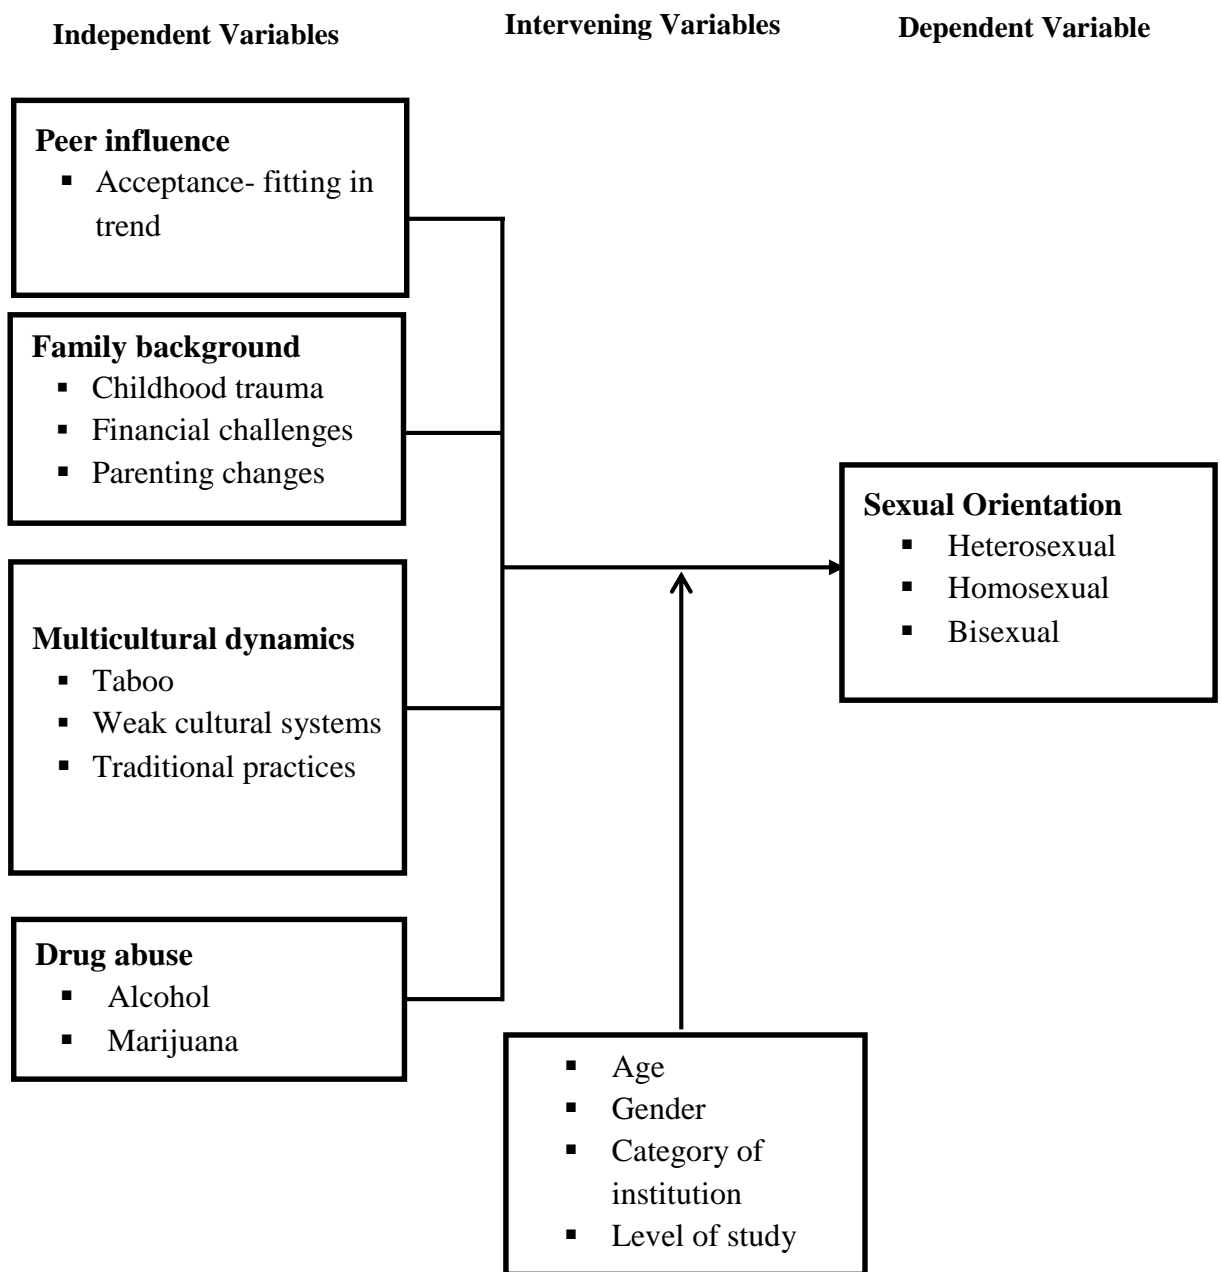 Independent Variables
Intervening Variables
Dependent Variable
Peer influence
▪ Acceptance- fitting in
trend
Family background
▪ Childhood trauma
▪ Financial challenges
▪ Parenting changes
Multicultural dynamics
▪ Taboo
▪ Weak cultural systems
▪ Traditional practices
Drug abuse
▪ Alcohol
▪ Marijuana
▪ Age
▪ Gender
▪ Category of
institution
▪ Level of study
Sexual Orientation
▪ Heterosexual
▪ Homosexual
▪ Bisexual